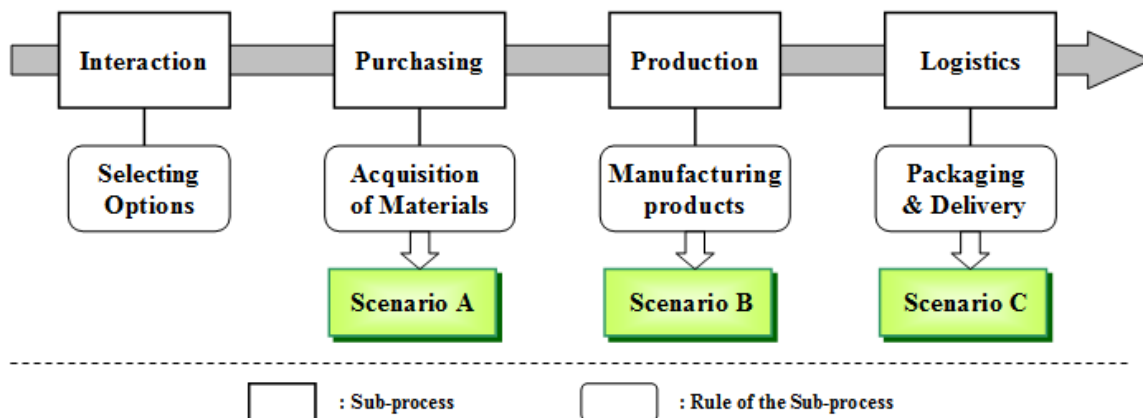 Interaction
Purchasing
Production
Logistics
Selecting
Options
Acquisition
of Materials
Manufacturing
products
Packaging
& Delivery
Scenario A
Scenario B
Scenario C
: Sub-process
: Rule of the Sub-process